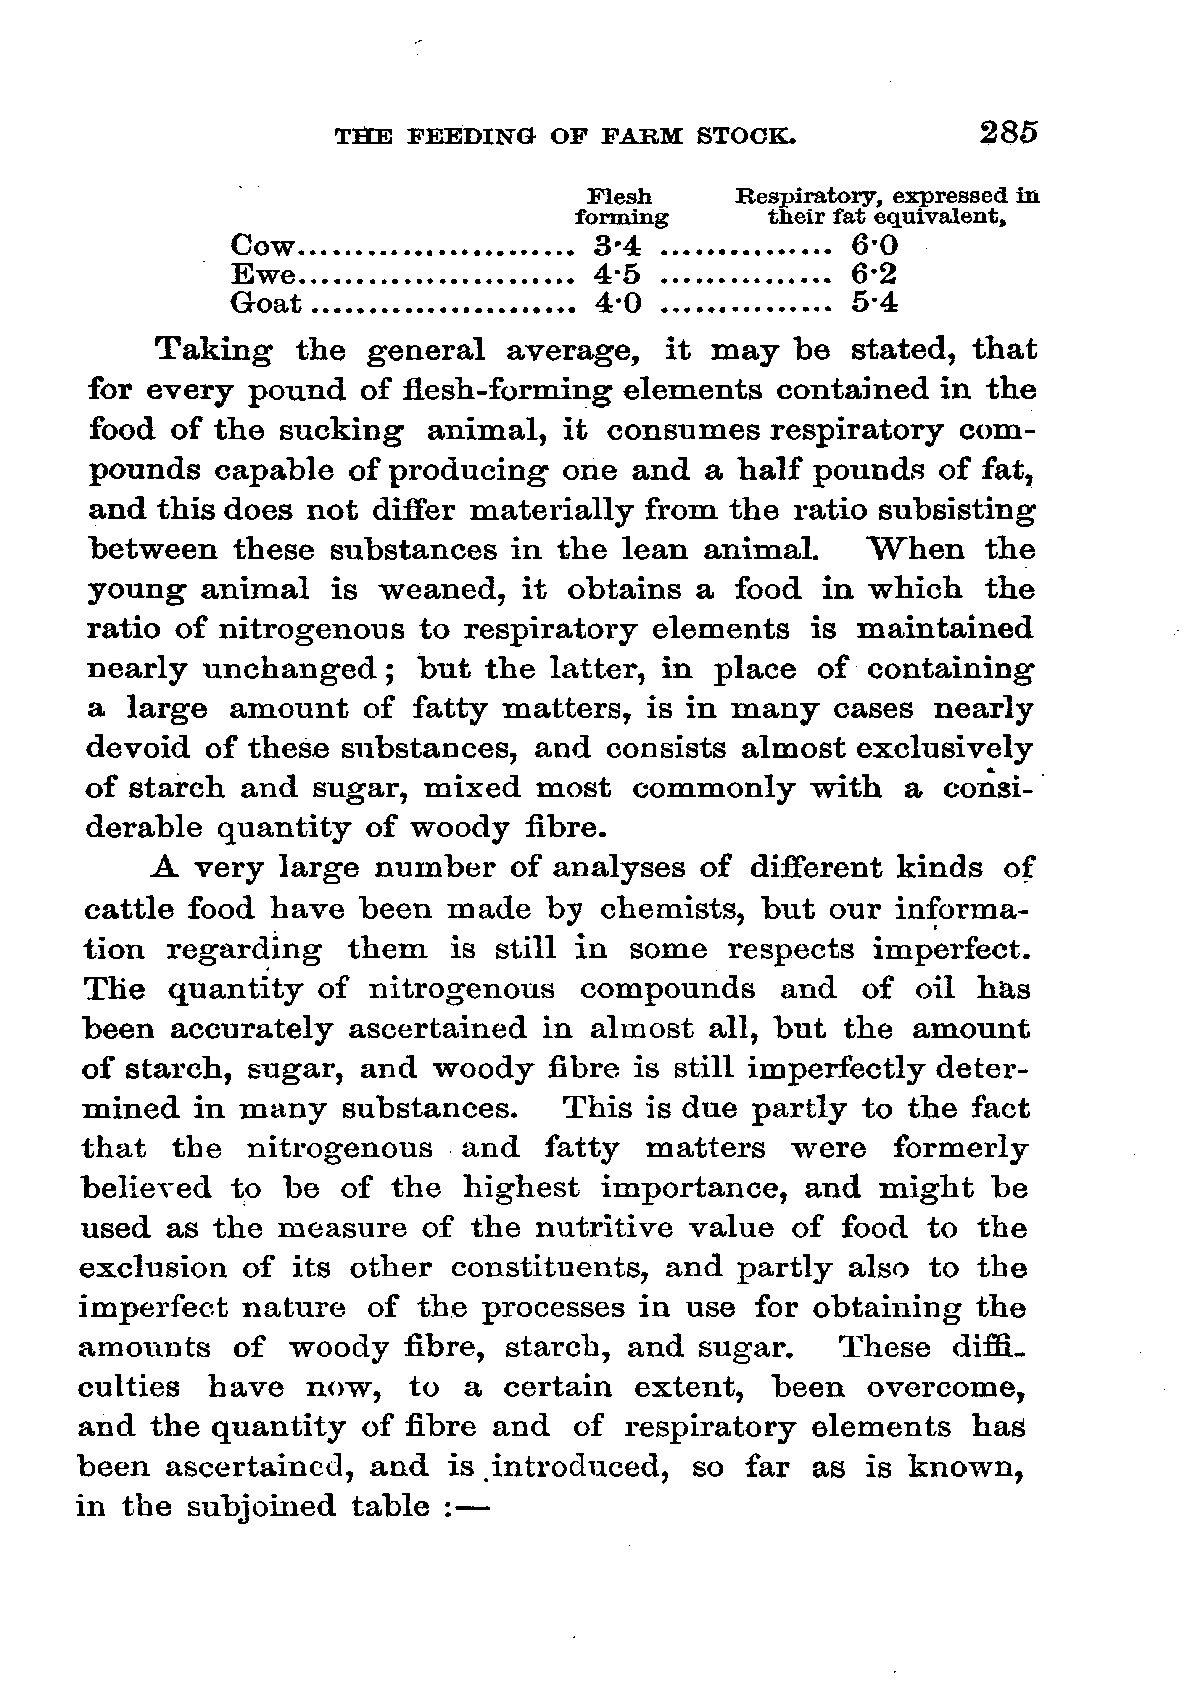 THE FEEDING OF FARM STOCK. 285
Flesh Respiratory, expressed in
forming their fat equivalent,
Cow........................ 3·4 ............... 6·0
Ewe........................ 4·5 ............... 6·2
Goat ....................... 4·0 ............... 5·4
Taking the general average, it may be stated, that
for every pound of flesh-forming elements contained in the
food of the sucking animal, it consumes respiratory com-
pounds capable of producing one and a half pounds of fat,
and this does not differ materially from the ratio subsisting
between these substances in the lean animal. When the
young animal is weaned, it obtains a food in which the
ratio of nitrogenous to respiratory elements is maintained
nearly unchanged ; but the latter, in place of containing
a large amount of fatty matters, is in many cases nearly
devoid of these substances, and consists almost exclusively
of starch and sugar, mixed most commonly with a consi-
derable quantity of woody fibre.
A very large number of analyses of different kinds of
cattle food have been made by chemists, but our informa-
tion regarding them is still in some respects imperfect.
The quantity of nitrogenous compounds and of oil has
been accurately ascertained in almost all, but the amount
of starch, sugar, and woody fibre is still imperfectly deter-
mined in many substances. This is due partly to the fact
that the nitrogenous and fatty matters were formerly
believed to be of the highest importance, and might be
used as the measure of the nutritive value of food to the
exclusion of its other constituents, and partly also to the
imperfect nature of the processes in use for obtaining the
amounts of woody fibre, starch, and sugar. These diffi-
culties have now, to a certain extent, been overcome,
and the quantity of fibre and of respiratory elements has
been ascertained, and is introduced, so far as is known,
in the subjoined table :—